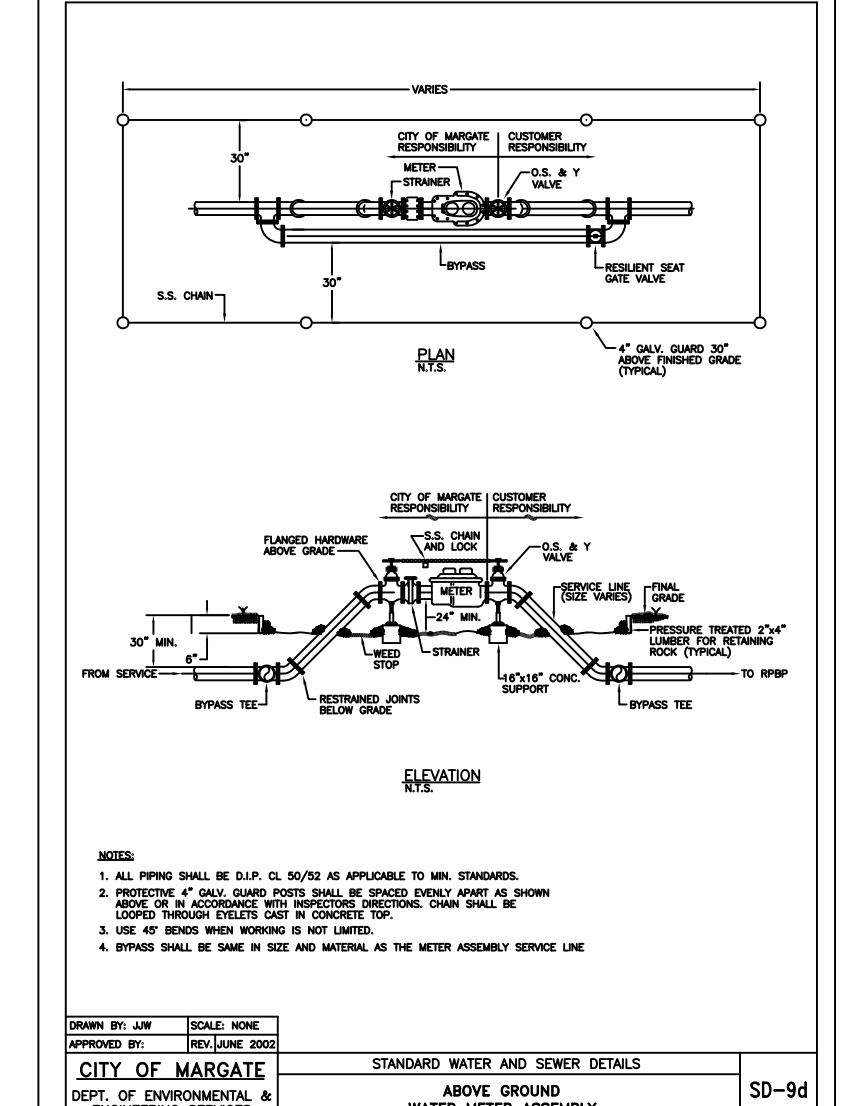 VARIES
CITY OF MARGATE
RESPONSIBILITY
CUSTOMER
RESPONSIBILITY
30"
METER
STRAINER
O.S. & Y
VALVE
BYPASS
RESILIENT SEAT
GATE VALVE
30"
S.S. CHAIN
4" GALV. GUARD 30"
ABOVE FINISHED GRADE
(TYPICAL)
PLAN
N.T.S.
CITY OF MARGATE
RESPONSIBILITY
CUSTOMER
RESPONSIBILITY
FLANGED HARDWARE
ABOVE GRADE
S.S. CHAIN
AND LOCK
O.S. & Y
VALVE
METER
SERVICE LINE
(SIZE VARIES)
FINAL
GRADE
24" MIN.
30" MIN.
6"
PRESSURE TREATED 2"x4"
LUMBER FOR RETAINING
ROCK (TYPICAL)
WEED
STOP
STRAINER
FROM SERVICE
16"x16" CONC.
SUPPORT
TO RPBP
BYPASS TEE
RESTRAINED JOINTS
BELOW GRADE
BYPASS TEE
ELEVATION
N.T.S.
NOTES:
1. ALL PIPING SHALL BE D.I.P. CL 50/52 AS APPLICABLE TO MIN. STANDARDS.
2. PROTECTIVE 4" GALV. GUARD POSTS SHALL BE SPACED EVENLY APART AS SHOWN
ABOVE OR IN ACCORDANCE WITH INSPECTORS DIRECTIONS. CHAIN SHALL BE
LOOPED THROUGH EYELETS CAST IN CONCRETE TOP.
3. USE 45° BENDS WHEN WORKING IS NOT LIMITED.
4. BYPASS SHALL BE SAME IN SIZE AND MATERIAL AS THE METER ASSEMBLY SERVICE LINE
DRAWN BY: JJW
SCALE: NONE
APPROVED BY:
REV. JUNE 2002
CITY OF MARGATE
DEPT. OF ENVIRONMENTAL &
ENGINEERING SERVICES
STANDARD WATER AND SEWER DETAILS
ABOVE GROUND
WATER METER ASSEMBLY
SD-9d